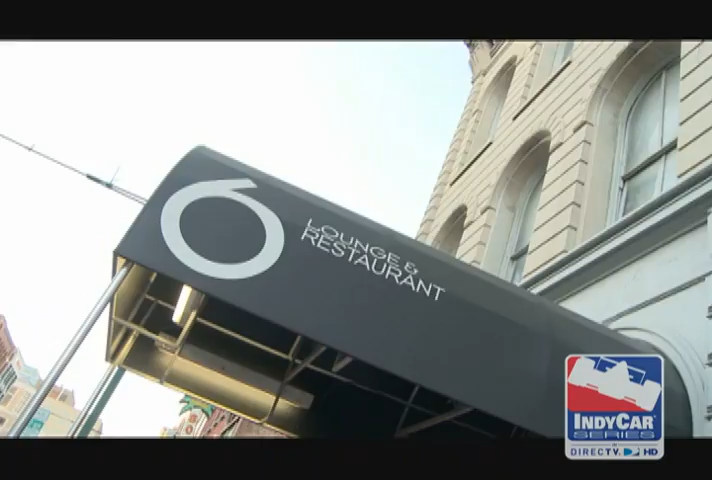 6
LOUNGE &
RESTAURANT
INDYCAR
SERIES
DIRECTV HD